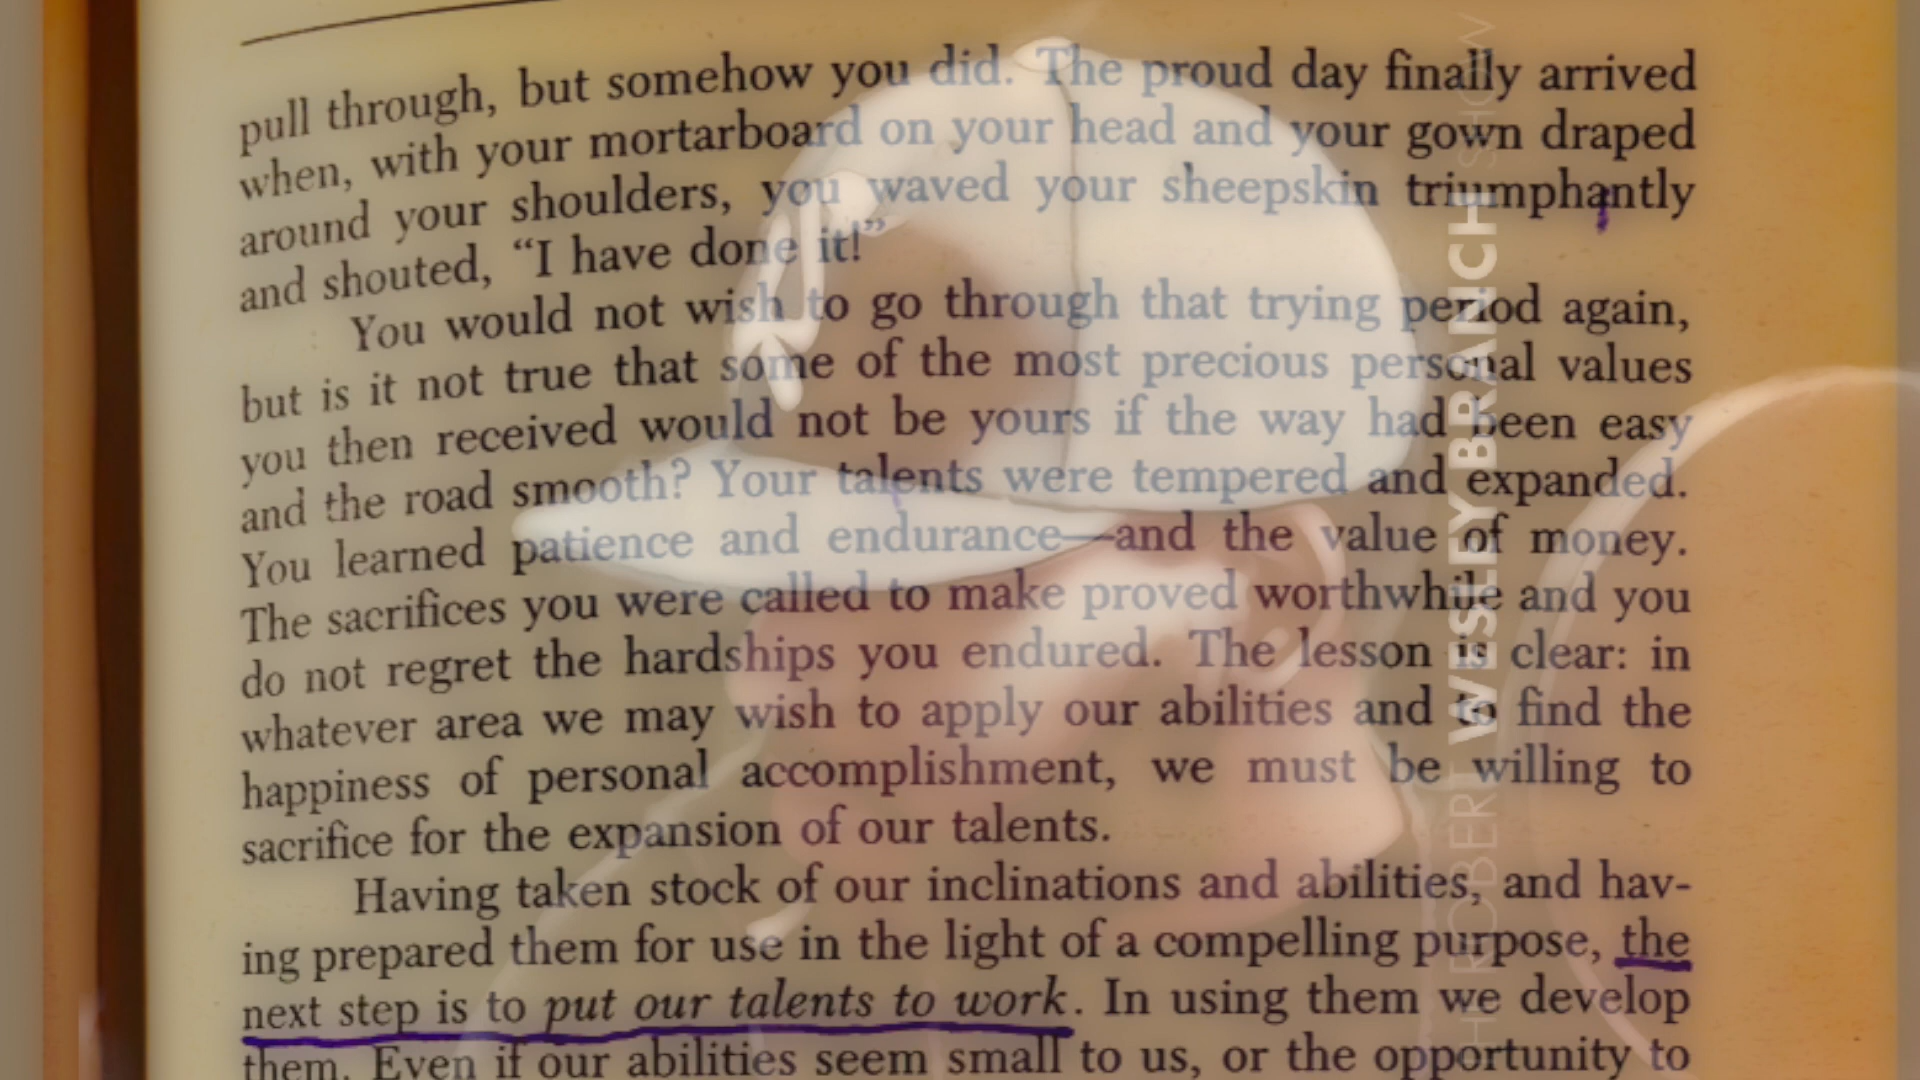 pull through, but somehow you did. The proud day finally arrived
when, with your mortarboard on your head and your gown draped
around your shoulders, you waved your sheepskin triumphantly
and shouted, “I have done it!”
You would not wish to go through that trying period again,
but is it not true that some of the most precious personal values
you then received would not be yours if the way had been easy
and the road smooth? Your talents were tempered and expanded.
You learned patience and endurance—and the value of money.
The sacrifices you were called to make proved worthwhile and you
do not regret the hardships you endured. The lesson is clear: in
whatever area we may wish to apply our abilities and to find the
happiness of personal accomplishment, we must be willing to
sacrifice for the expansion of our talents.
Having taken stock of our inclinations and abilities, and hav-
ing prepared them for use in the light of a compelling purpose, the
next step is to put our talents to work. In using them we develop
them. Even if our abilities seem small to us, or the opportunity to
ROBERT WESLEY BRANCH SHOW